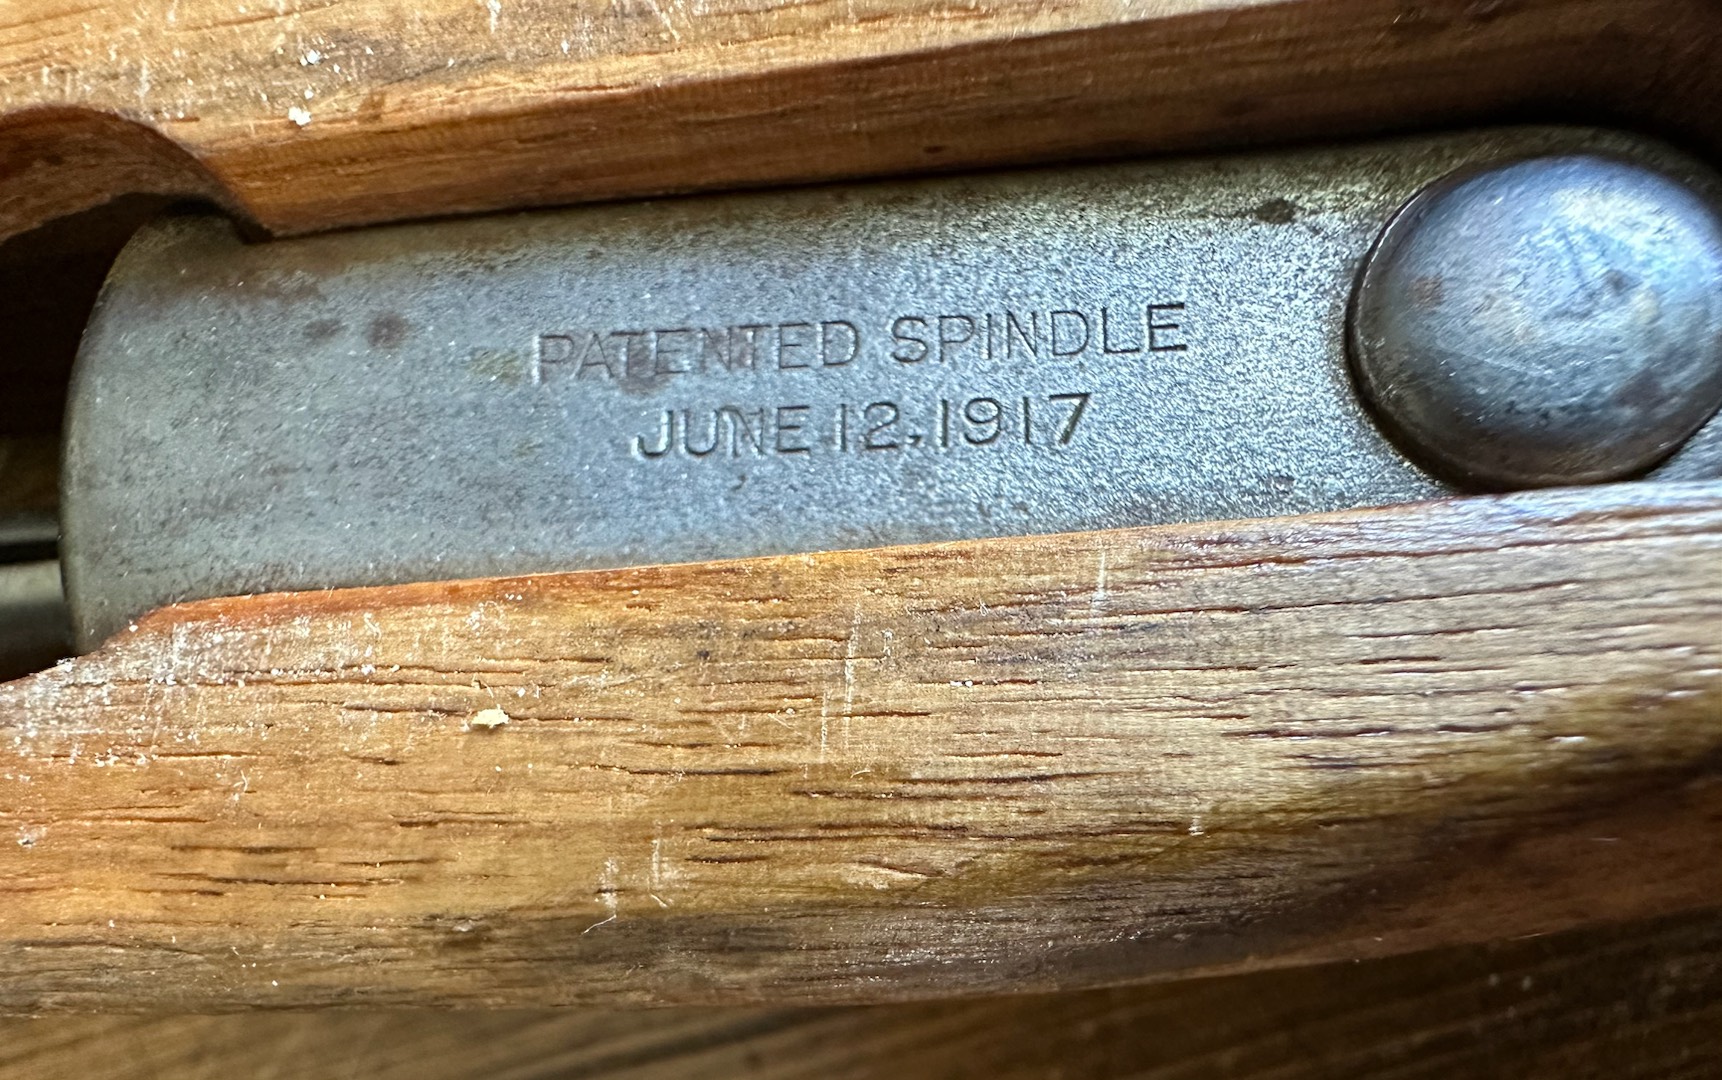 PATENTED SPINDLE
JUNE 12, 1917